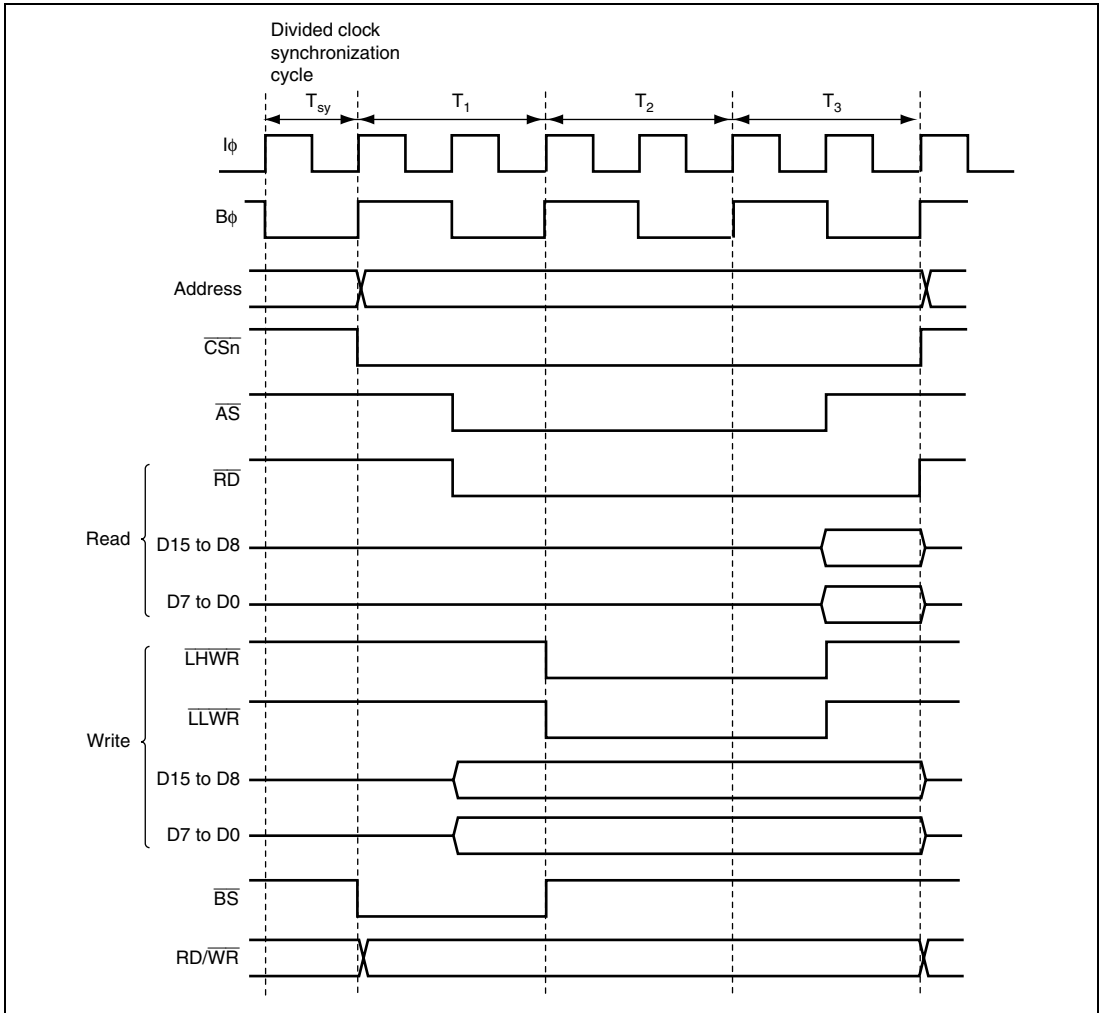 Divided clock
synchronization
cycle
Tsy T1 T2 T3
Iϕ
Bϕ
Address
CSn
AS
RD
Read
D15 to D8
D7 to D0
LHWR
LLWR
Write
D15 to D8
D7 to D0
BS
RD/WR